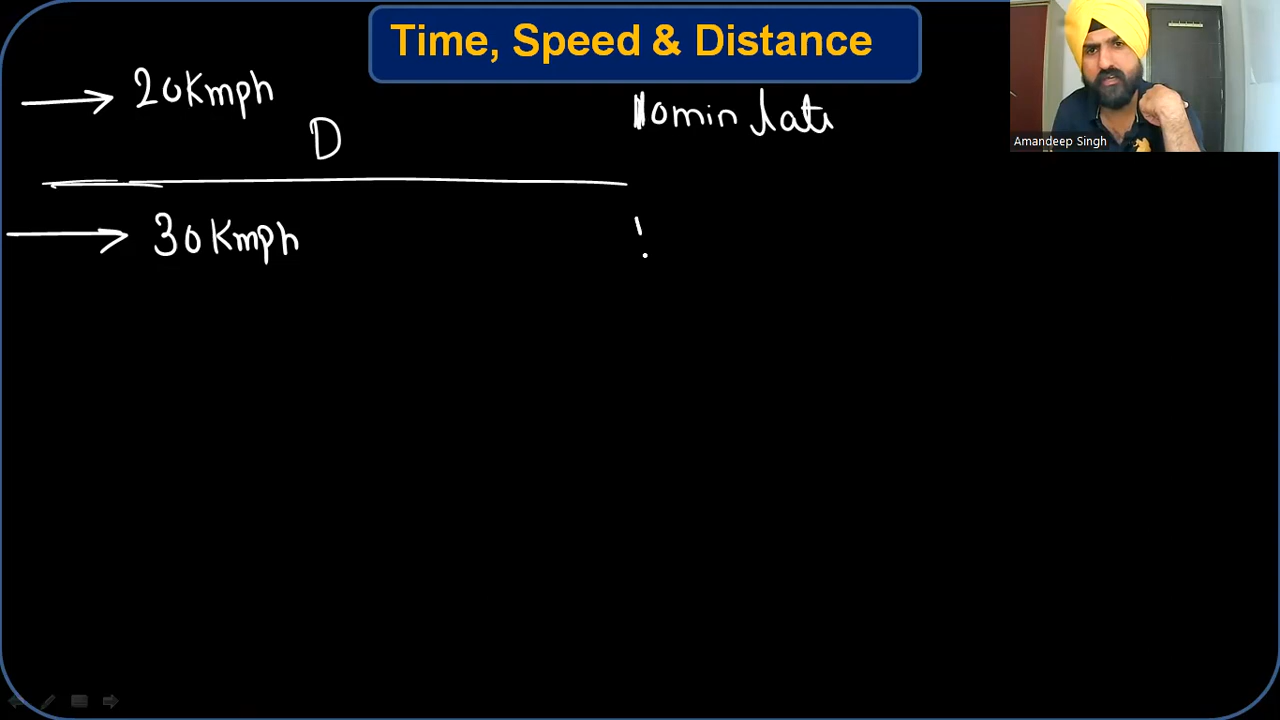 Time, Speed & Distance
20Kmph
10min late
D
Amandeep Singh
30Kmph